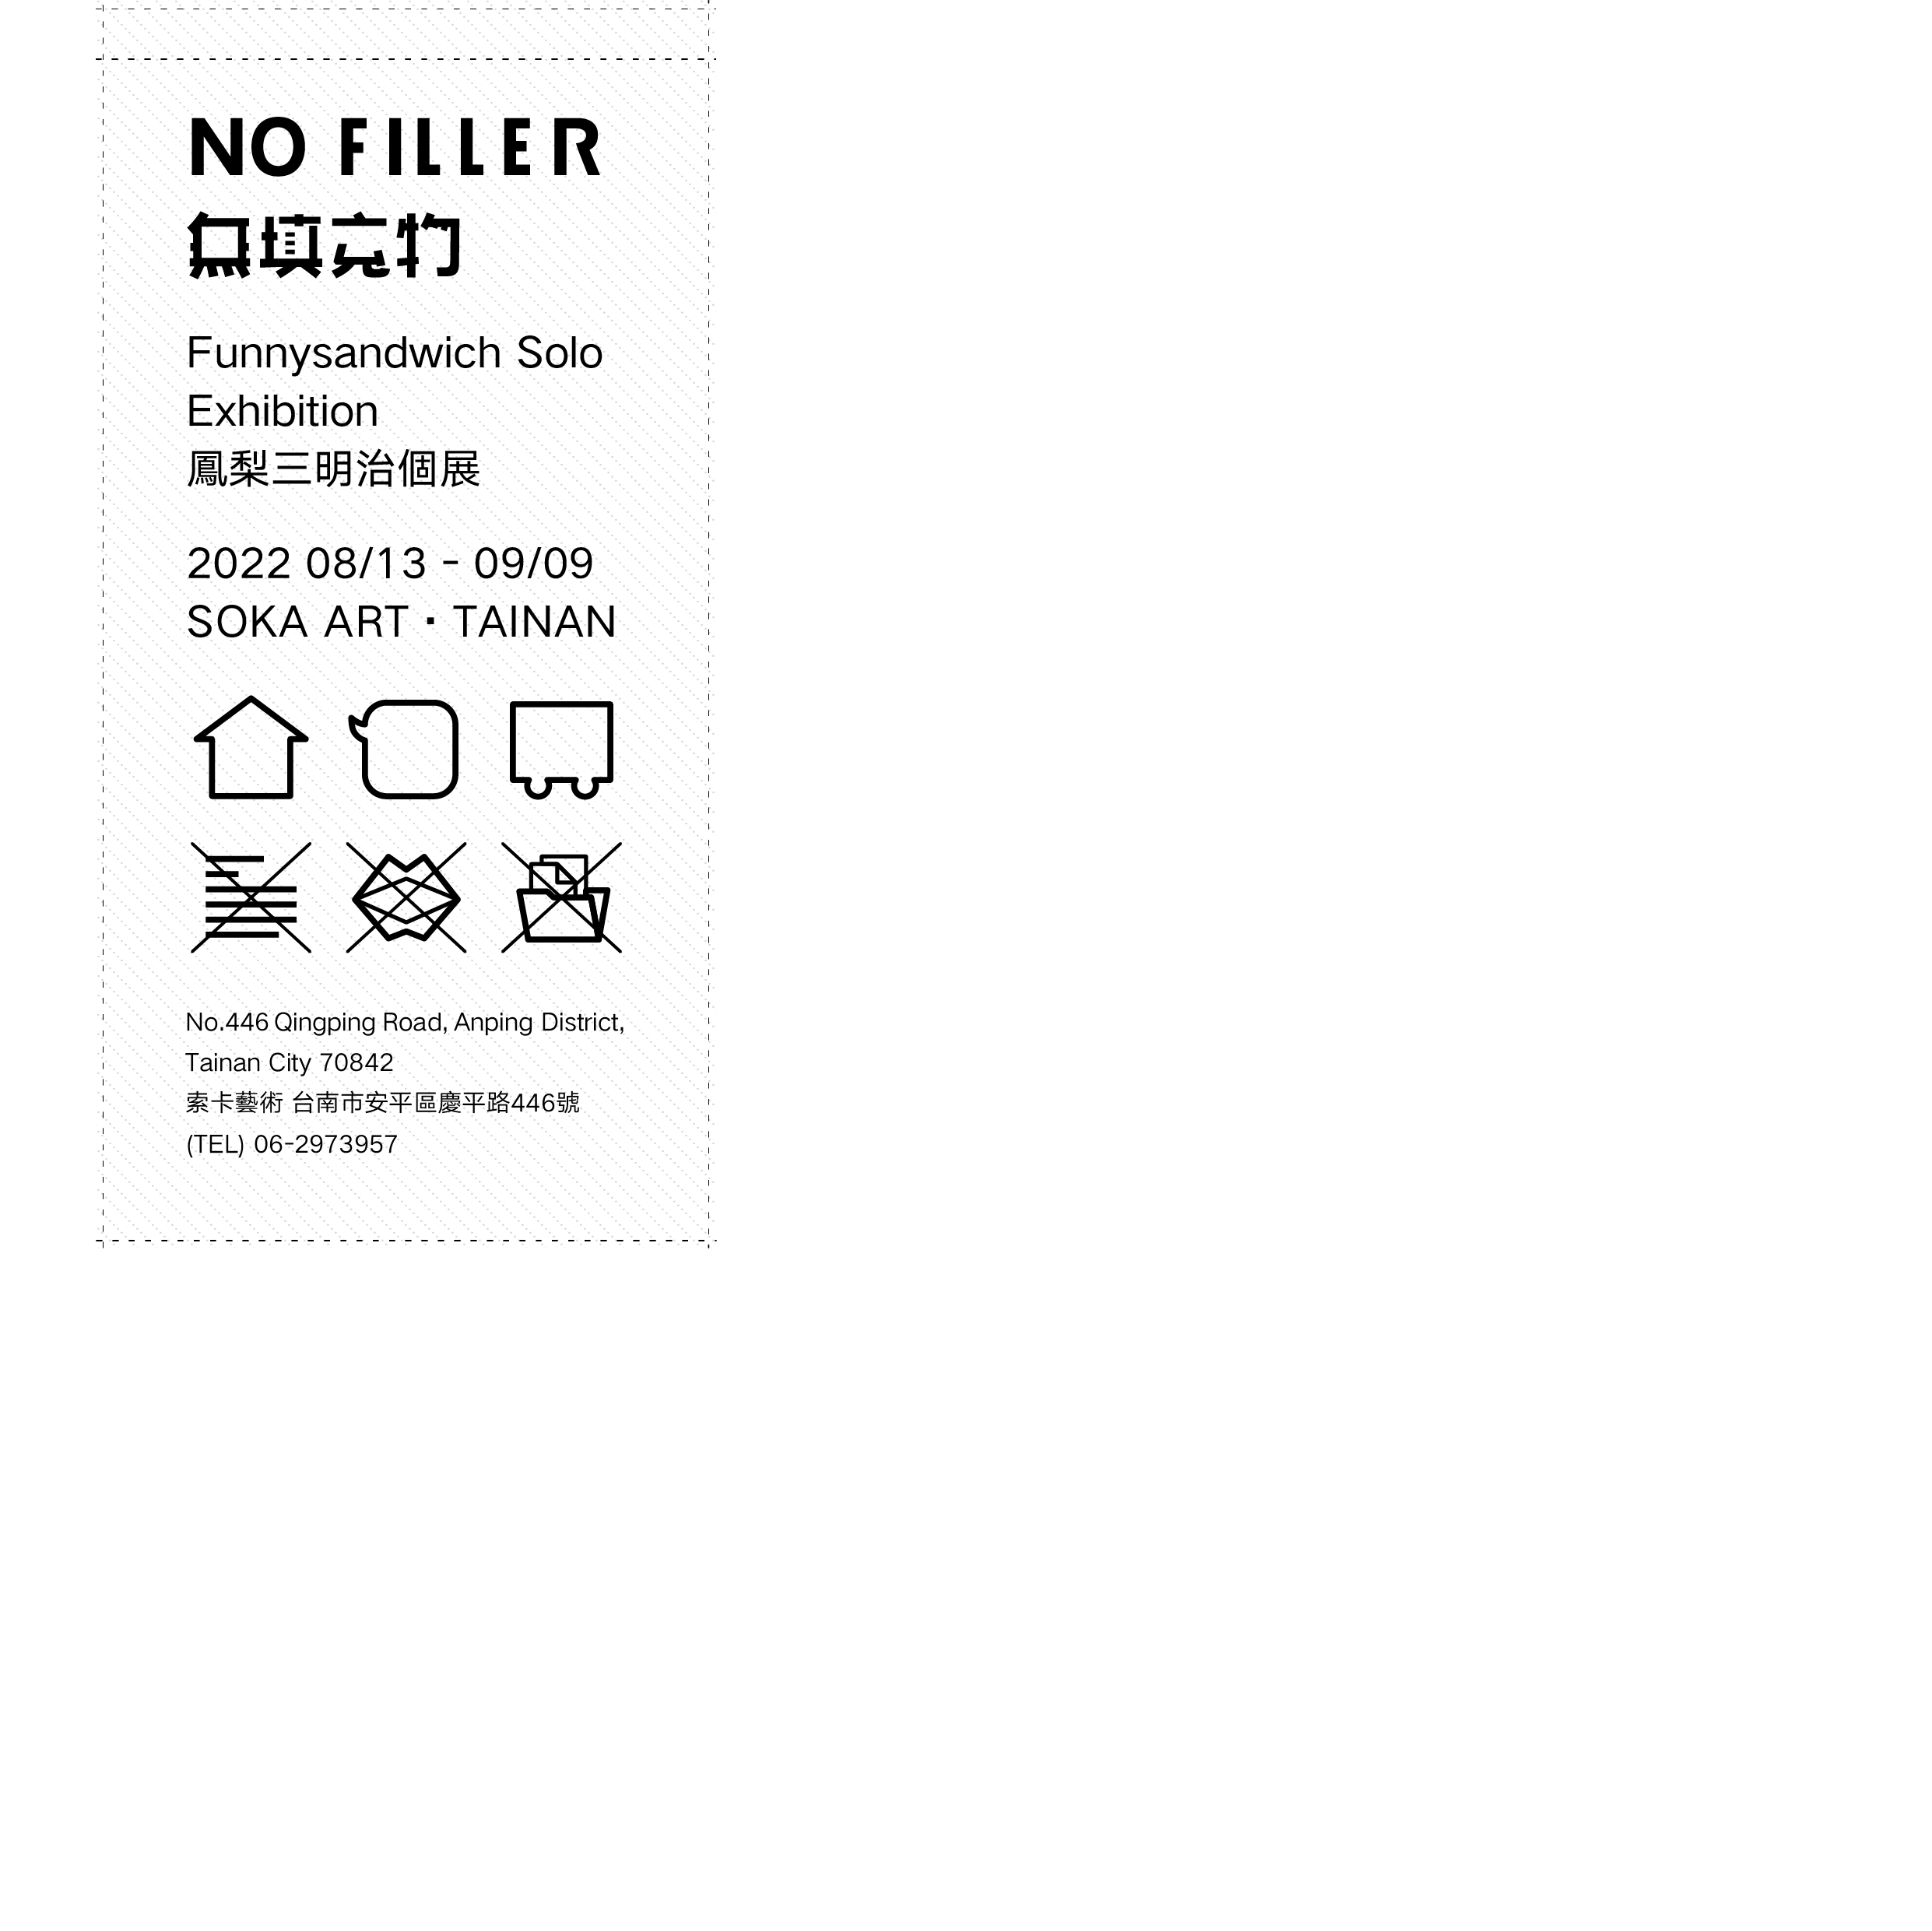 NO FILLER
無填充物
Funnysandwich Solo
Exhibition
鳳梨三明治個展
2022 08/13 - 09/09
SOKA ART · TAINAN
No.446 Qingping Road, Anping District,
Tainan City 70842
索卡藝術 台南市安平區慶平路446號
(TEL) 06-2973957